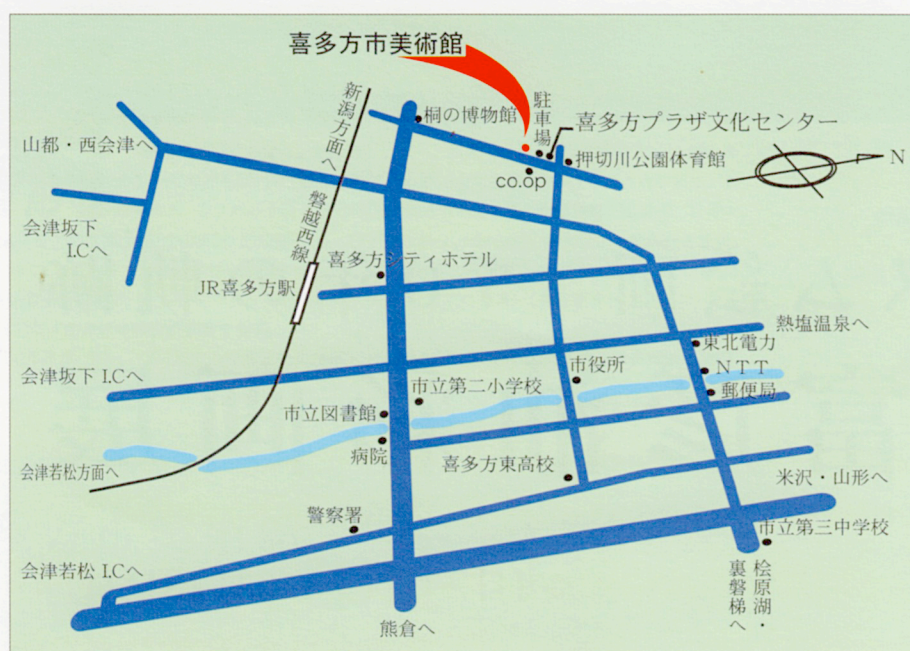 喜多方市美術館
新潟方面へ
桐の博物館
駐車場
喜多方プラザ文化センター
山都・西会津へ
押切川公園体育館
co.op
N
磐越西線
会津坂下
I.Cへ
喜多方シティホテル
JR喜多方駅
熱塩温泉へ
東北電力
市役所
NTT
会津坂下 I.Cへ
市立第二小学校
郵便局
市立図書館
病院
会津若松方面へ
喜多方東高校
米沢・山形へ
警察署
市立第三中学校
会津若松 I.Cへ
桧原湖・
裏磐梯へ
熊倉へ